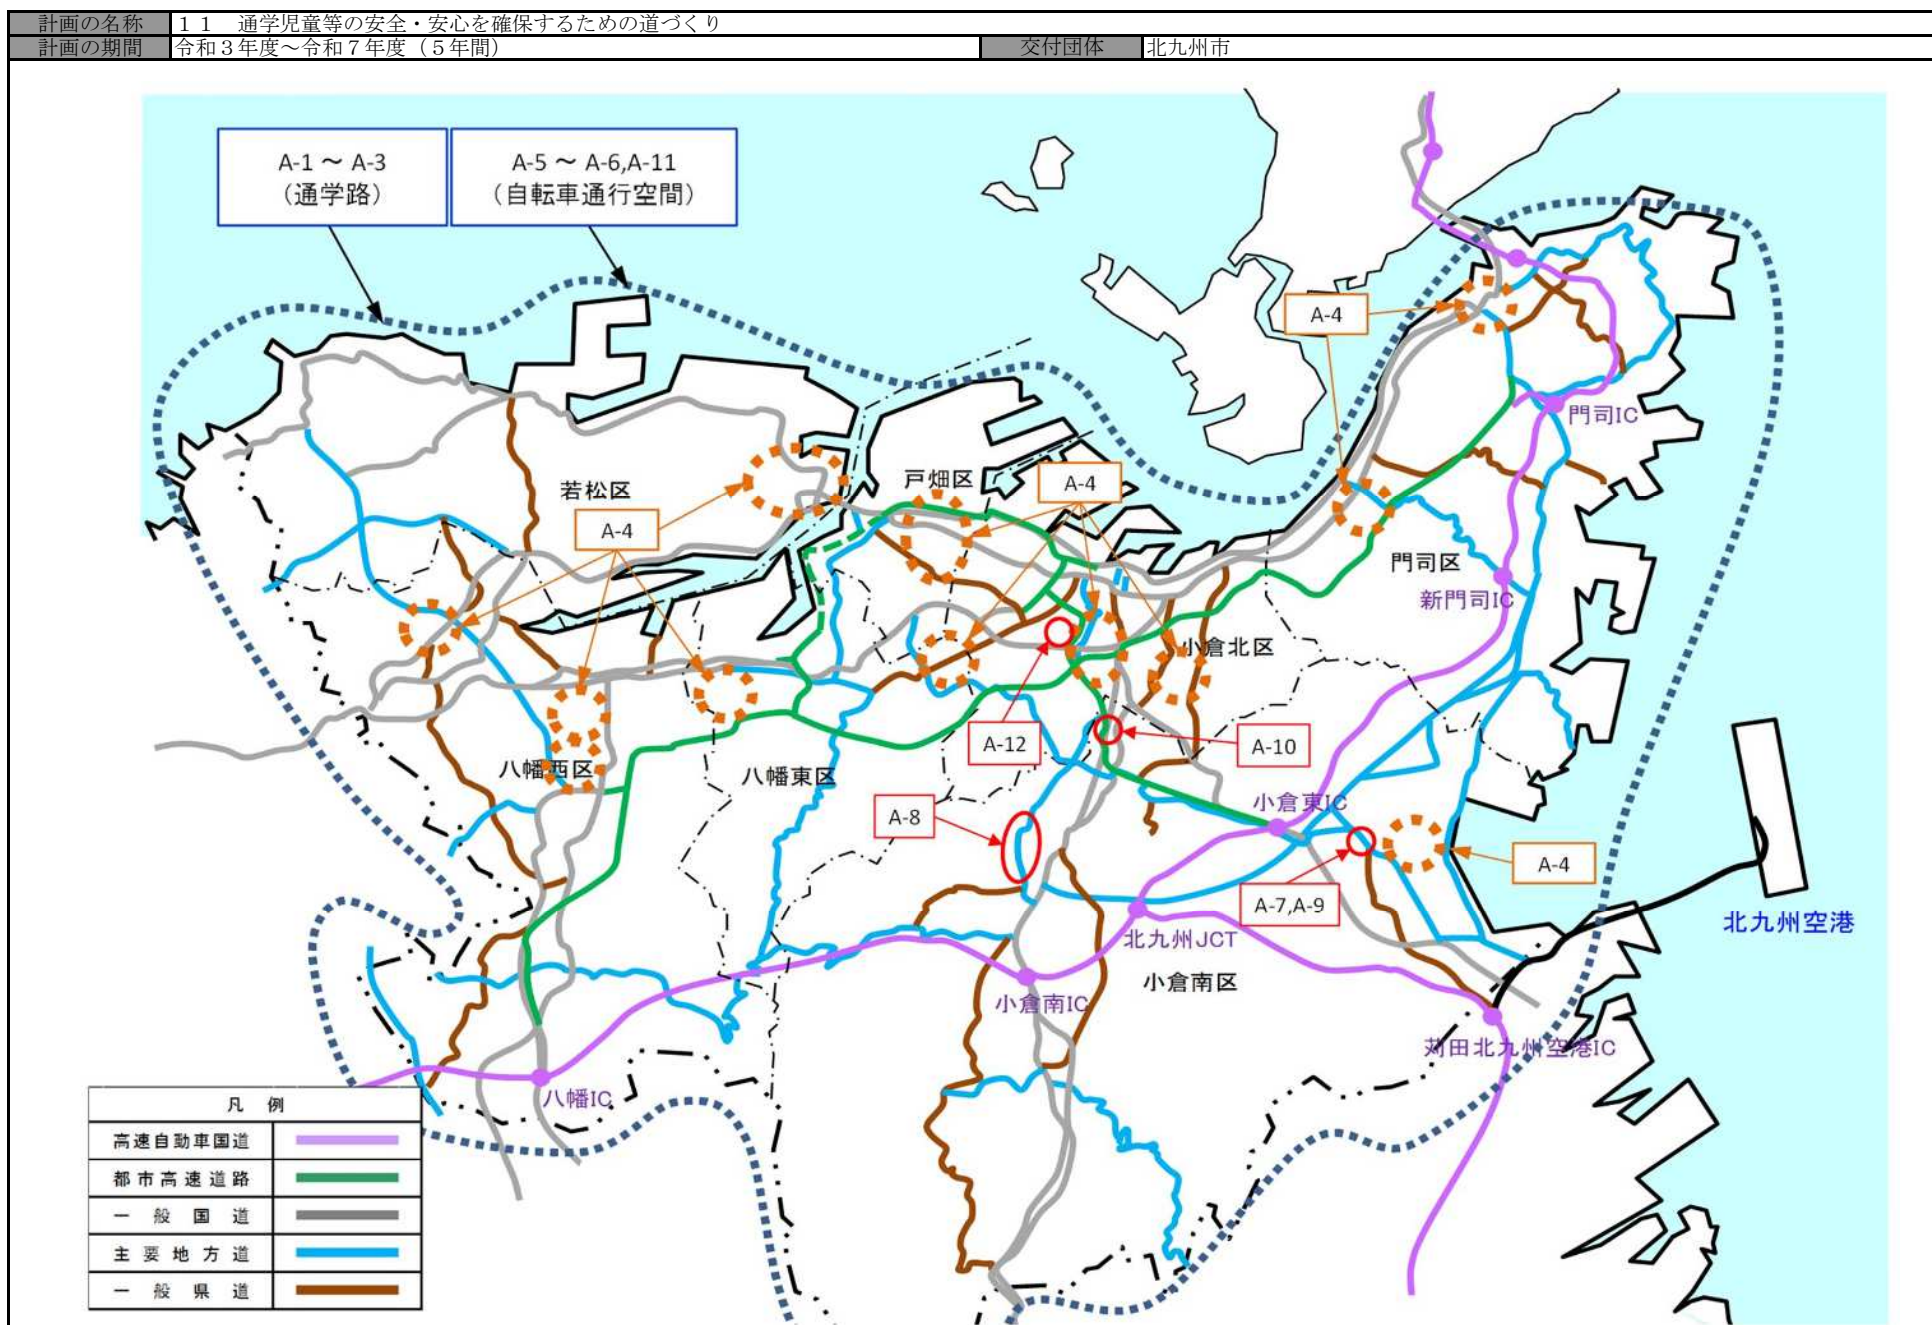 計画の名称 １１　通学児童等の安全・安心を確保するための道づくり
計画の期間 令和３年度～令和７年度（５年間） 交付団体 北九州市
A-1 ～ A-3
（通学路）
A-5 ～ A-6,A-11
（自転車通行空間）
A-4
門司IC
戸畑区
A-4
若松区
A-4
門司区
新門司IC
小倉北区
A-12
A-10
八幡西区
八幡東区
A-8
小倉東IC
A-4
A-7,A-9
北九州空港
北九州JCT
小倉南区
小倉南IC
苅田北九州空港IC
八幡IC
凡 例
高速自動車国道
都市高速道路
一般国道
主要地方道
一般県道